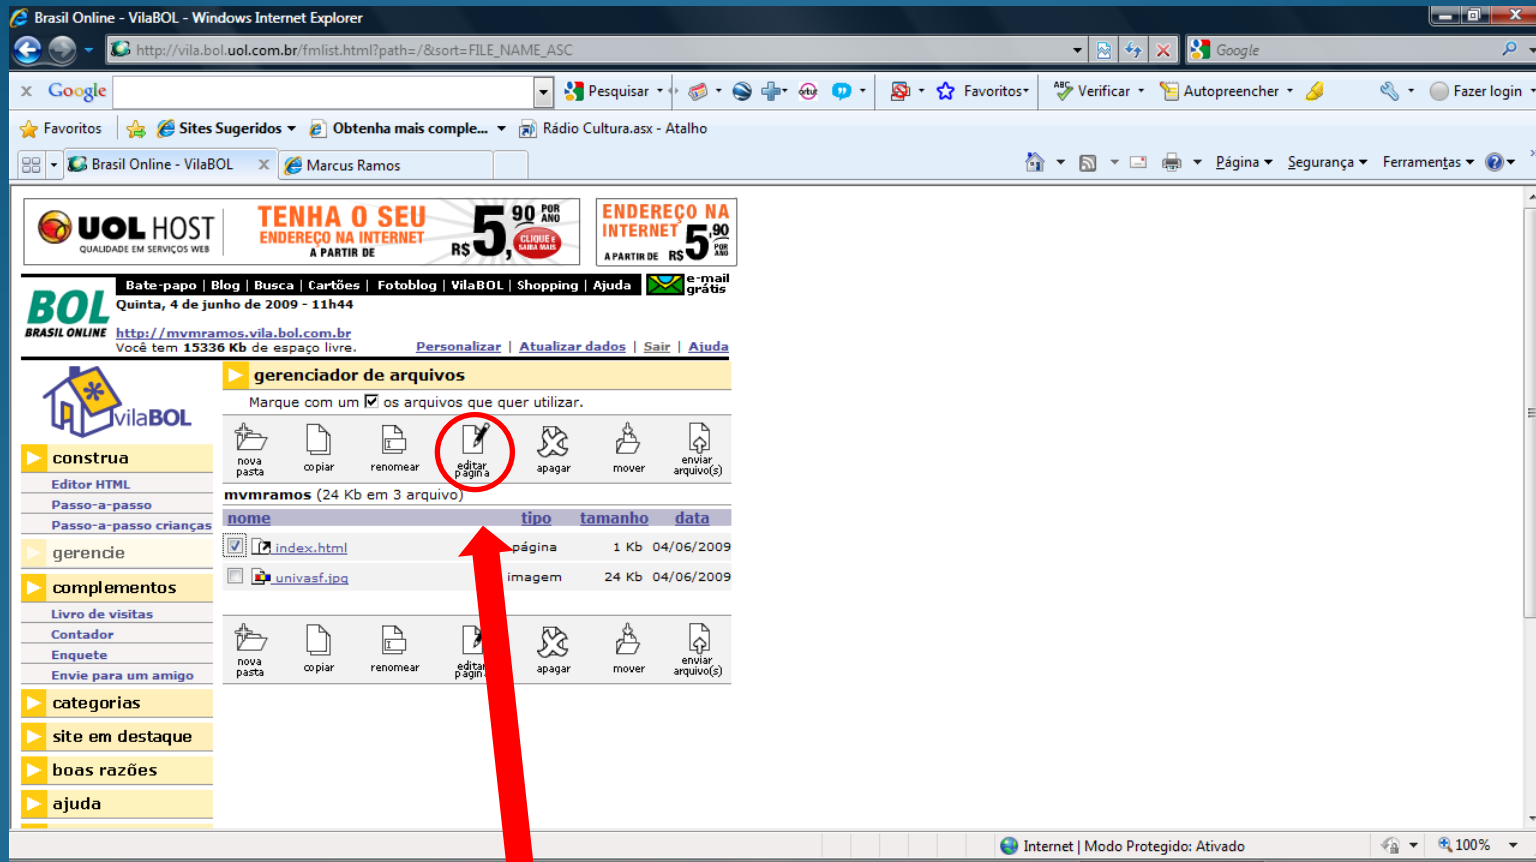 Brasil Online - VilaBOL - Windows Internet Explorer
http://vila.bol.uol.com.br/fmlist.html?path=/&sort=FILE_NAME_ASC
Google
x Google
Pesquisar
Favoritos
Verificar
Autopreencher
Fazer login
Favoritos
Sites Sugeridos
Obtenha mais comple...
Rádio Cultura.asx - Atalho
Brasil Online - VilaBOL x
Marcus Ramos
Página
Segurança
Ferramentas
UOL HOST
QUALIDADE EM SERVIÇOS WEB
TENHA O SEU
ENDEREÇO NA INTERNET
A PARTIR DE
R$ 5,90 POR ANO
CLIQUE E SAIBA MAIS
ENDEREÇO NA
INTERNET
A PARTIR DE R$ 5,90 POR ANO
Bate-papo | Blog | Busca | Cartões | Fotoblog | VilaBOL | Shopping | Ajuda
e-mail grátis
BOL
BRASIL ONLINE
Quinta, 4 de junho de 2009 - 11h44
http://mvmramos.vila.bol.com.br
Você tem 15336 Kb de espaço livre.
Personalizar | Atualizar dados | Sair | Ajuda
vilaBOL
construa
Editor HTML
Passo-a-passo
Passo-a-passo crianças
gerencie
complementos
Livro de visitas
Contador
Enquete
Envie para um amigo
categorias
site em destaque
boas razões
ajuda
gerenciador de arquivos
Marque com um os arquivos que quer utilizar.
nova pasta
copiar
renomear
editar página
apagar
mover
enviar arquivo(s)
mvmramos (24 Kb em 3 arquivo)
nome tipo tamanho data
index.html página 1 Kb 04/06/2009
univasf.jpg imagem 24 Kb 04/06/2009
nova pasta
copiar
renomear
editar página
apagar
mover
enviar arquivo(s)
Internet | Modo Protegido: Ativado
100%